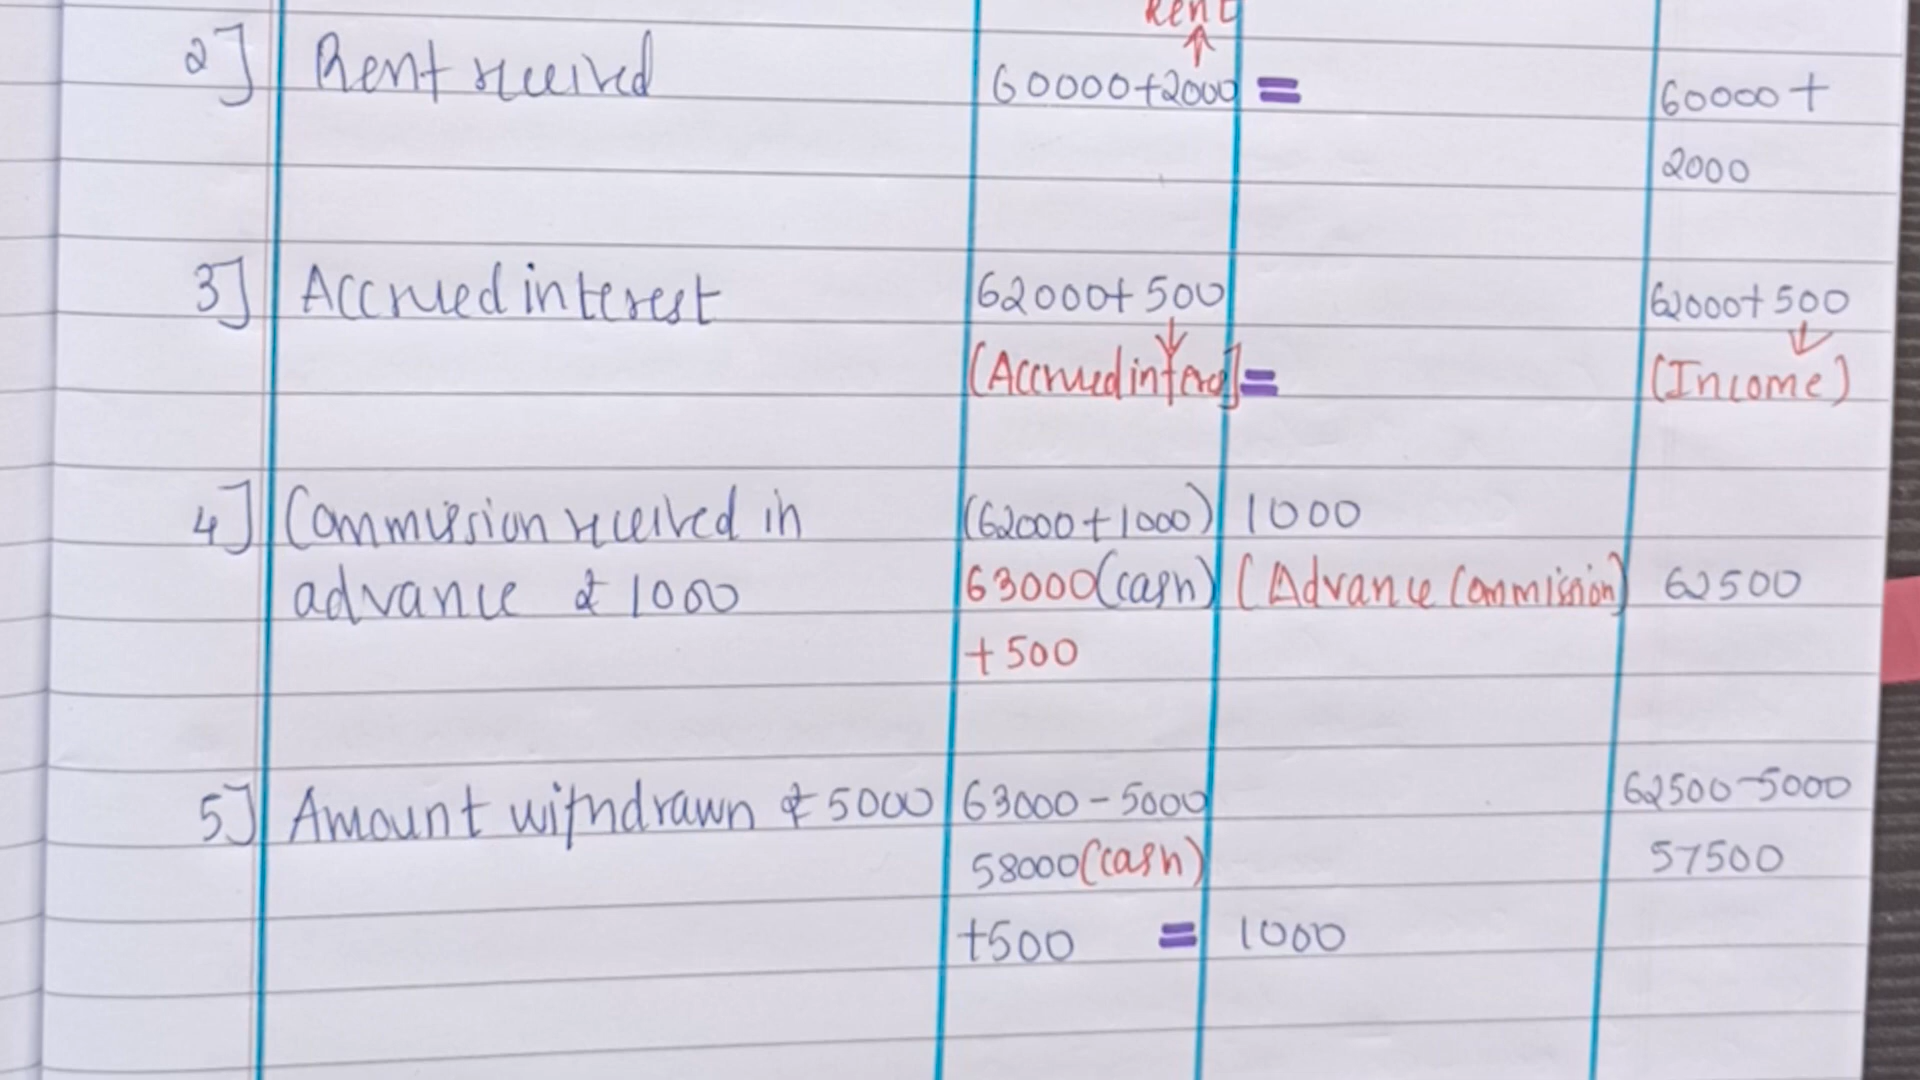 Rent
2] Rent received 60000+2000 = 60000+
2000
3] Accrued interest 62000+500 62000+500
(Accrued interes] = (Income)
4] Commission received in (62000+1000) 1000
advance ₹ 1000 63000(cash) (Advance Commission) 62500
+500
5] Amount withdrawn ₹ 5000 63000-5000 62500-5000
58000(cash) 57500
+500 = 1000